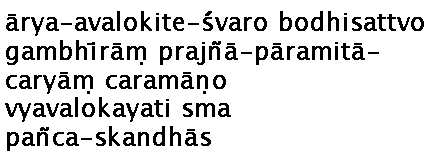 ārya-avalokite-śvaro bodhisattvo
gambhīrāṃ prajñā-pāramitā-
caryāṃ caramāṇo
vyavalokayati sma
pañca-skandhās